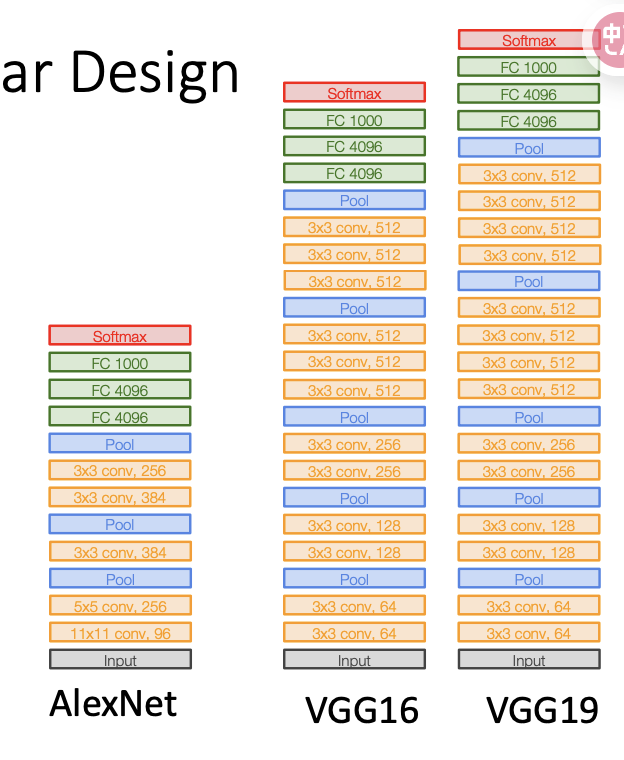 ar Design
Softmax
FC 1000
FC 4096
FC 4096
Pool
3x3 conv, 256
3x3 conv, 384
Pool
3x3 conv, 384
Pool
5x5 conv, 256
11x11 conv, 96
Input
AlexNet
Softmax
FC 1000
FC 4096
FC 4096
Pool
3x3 conv, 512
3x3 conv, 512
3x3 conv, 512
Pool
3x3 conv, 512
3x3 conv, 512
3x3 conv, 512
Pool
3x3 conv, 256
3x3 conv, 256
Pool
3x3 conv, 128
3x3 conv, 128
Pool
3x3 conv, 64
3x3 conv, 64
Input
VGG16
Softmax
FC 1000
FC 4096
FC 4096
Pool
3x3 conv, 512
3x3 conv, 512
3x3 conv, 512
3x3 conv, 512
Pool
3x3 conv, 512
3x3 conv, 512
3x3 conv, 512
3x3 conv, 512
Pool
3x3 conv, 256
3x3 conv, 256
Pool
3x3 conv, 128
3x3 conv, 128
Pool
3x3 conv, 64
3x3 conv, 64
Input
VGG19
中